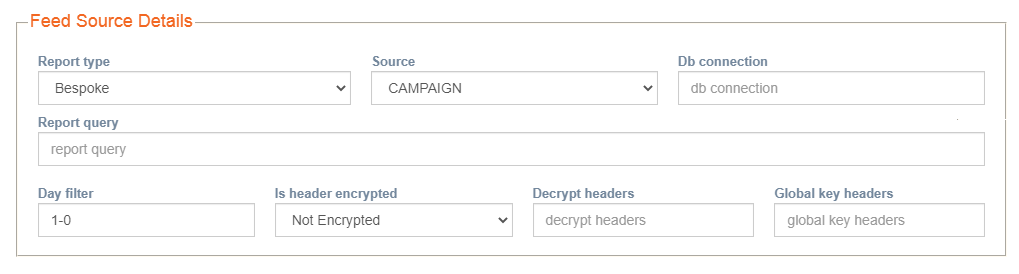 Feed Source Details
Report type Source Db connection
Bespoke CAMPAIGN db connection
Report query
report query
Day filter Is header encrypted Decrypt headers Global key headers
1-0 Not Encrypted decrypt headers global key headers